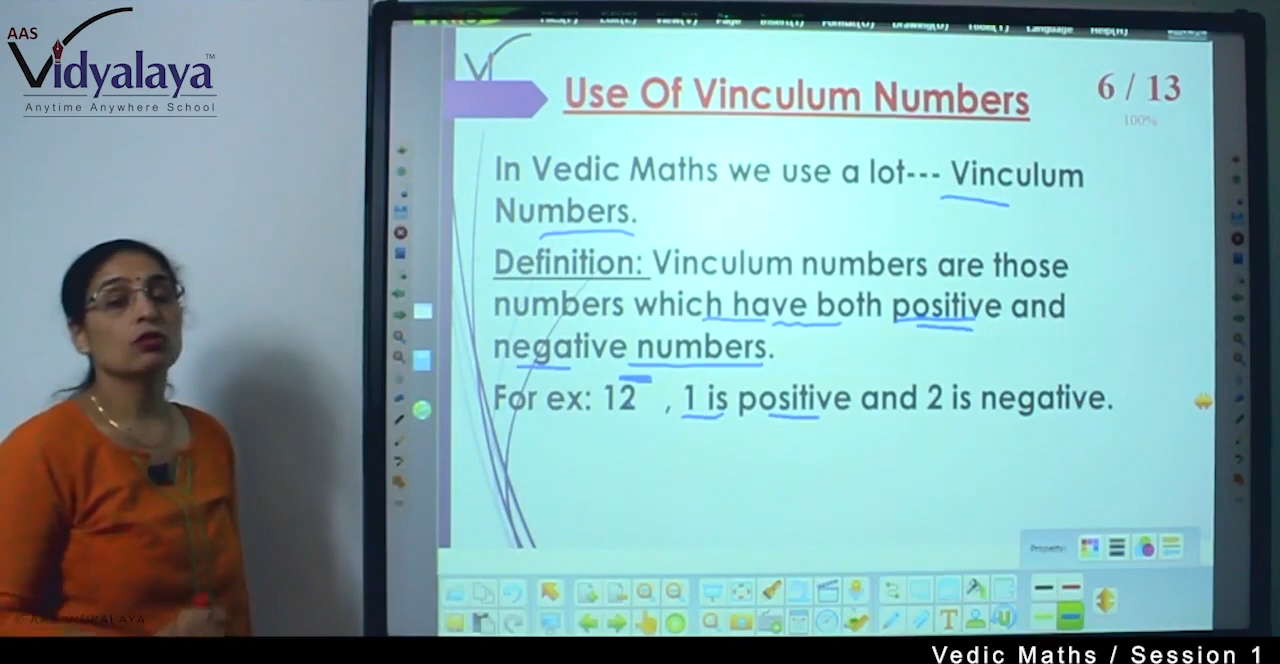 AAS
Vidyalaya™
Anytime Anywhere School
Use Of Vinculum Numbers
6 / 13
100%
In Vedic Maths we use a lot--- Vinculum
Numbers.
Definition: Vinculum numbers are those
numbers which have both positive and
negative numbers.
For ex: 12̅ , 1 is positive and 2 is negative.
Property:
Vedic Maths / Session 1